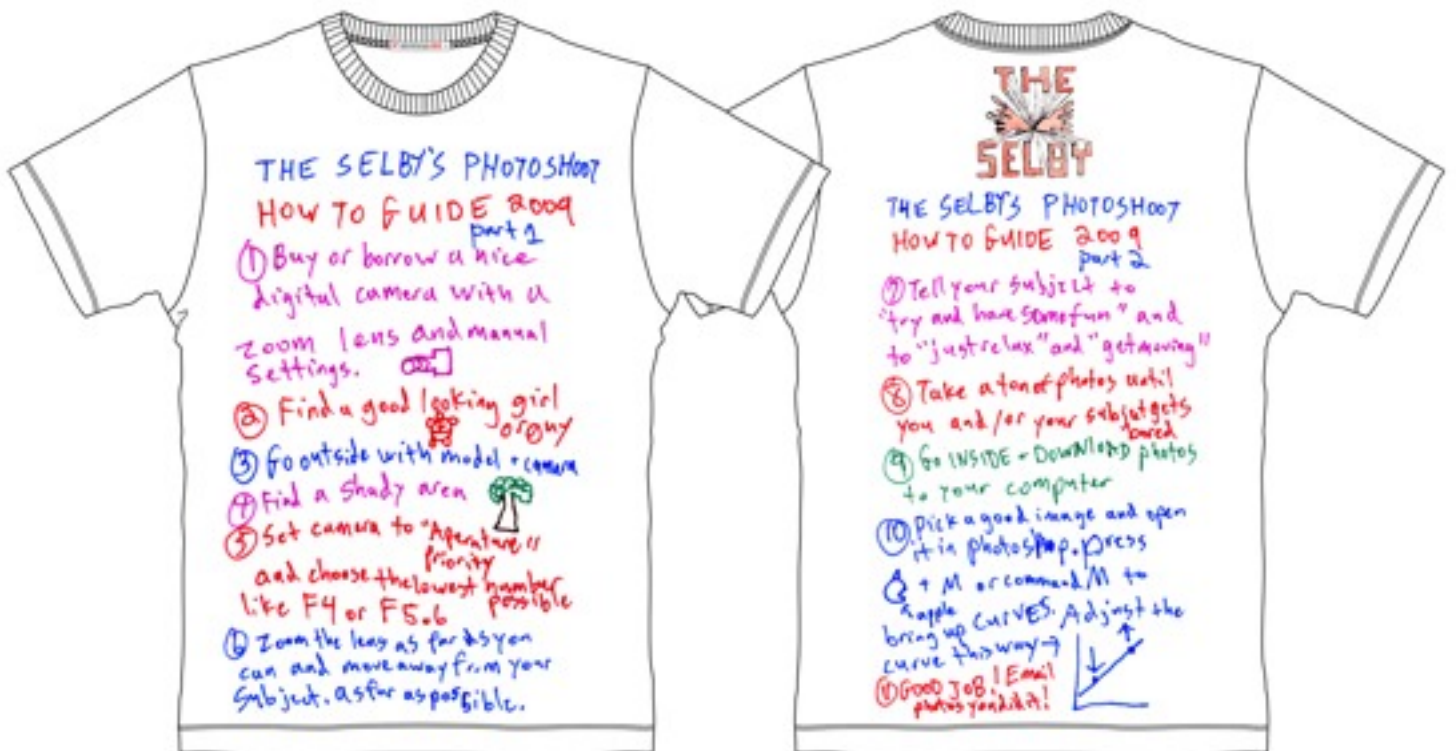 THE SELBY'S PHOTOSHOOT
HOW TO GUIDE 2009
part 1
① Buy or borrow a nice
digital camera with a
zoom lens and manual
settings.
② Find a good looking girl
or guy
③ Go outside with model + camera
④ Find a shady area
⑤ Set camera to "Aperature
Priority"
and choose the lowest number
possible
like F4 or F5.6
⑥ Zoom the lens as far as you
can and move away from your
subject. as far as possible.
THE
SELBY
THE SELBY'S PHOTOSHOOT
HOW TO GUIDE 2009
part 2
⑦ Tell your subject to
"try and have some fun" and
to "just relax" and "get moving"
⑧ Take a ton of photos until
you and/or your subject gets
bored
⑨ Go INSIDE + DOWNLOAD photos
to your computer
⑩ Pick a good image and open
it in photoshop. press
+ M or command M to
apple
bring up CURVES. Adjust the
curve this way →
⑪ GOOD JOB! Email
photos you did it!